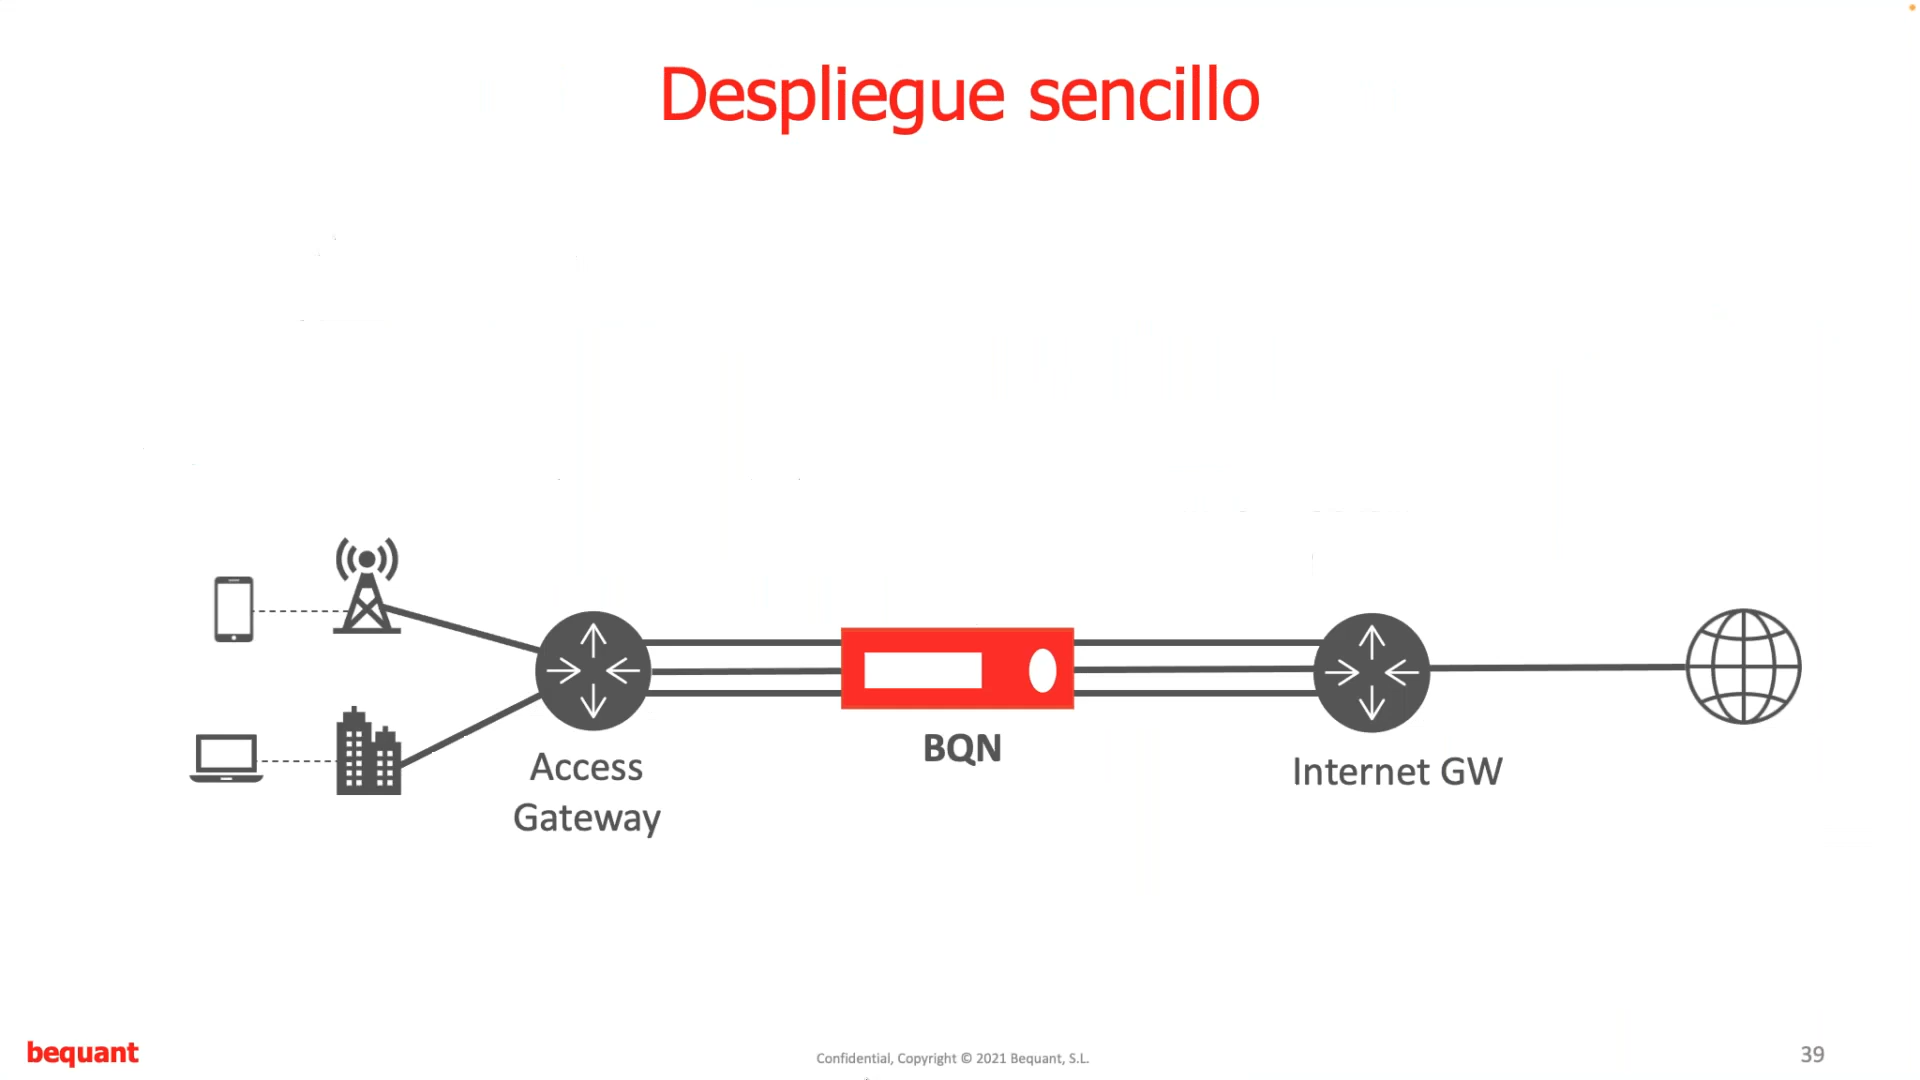 Despliegue sencillo
BQN
Access
Gateway
Internet GW
bequant
Confidential, Copyright © 2021 Bequant, S.L.
39